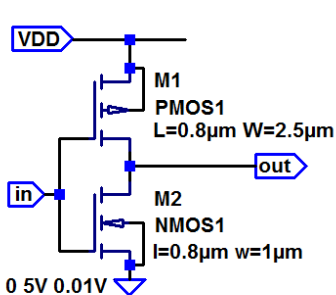 VDD
M1
PMOS1
L=0.8µm W=2.5µm
out
in
M2
NMOS1
l=0.8µm w=1µm
0 5V 0.01V